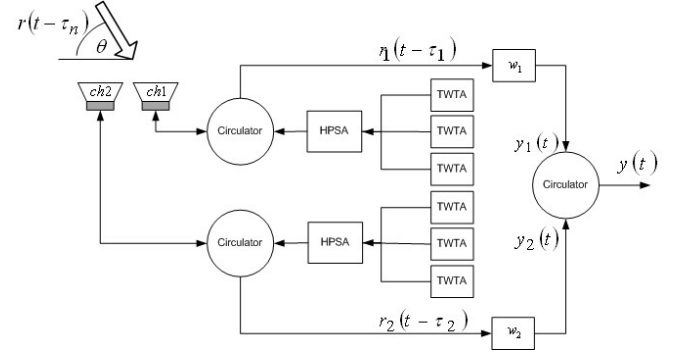 r(t − τn)
θ
ch2
ch1
Circulator
HPSA
TWTA
TWTA
TWTA
r1(t − τ1)
w1
y1(t)
Circulator
y(t)
y2(t)
Circulator
HPSA
TWTA
TWTA
TWTA
r2(t − τ2)
w2